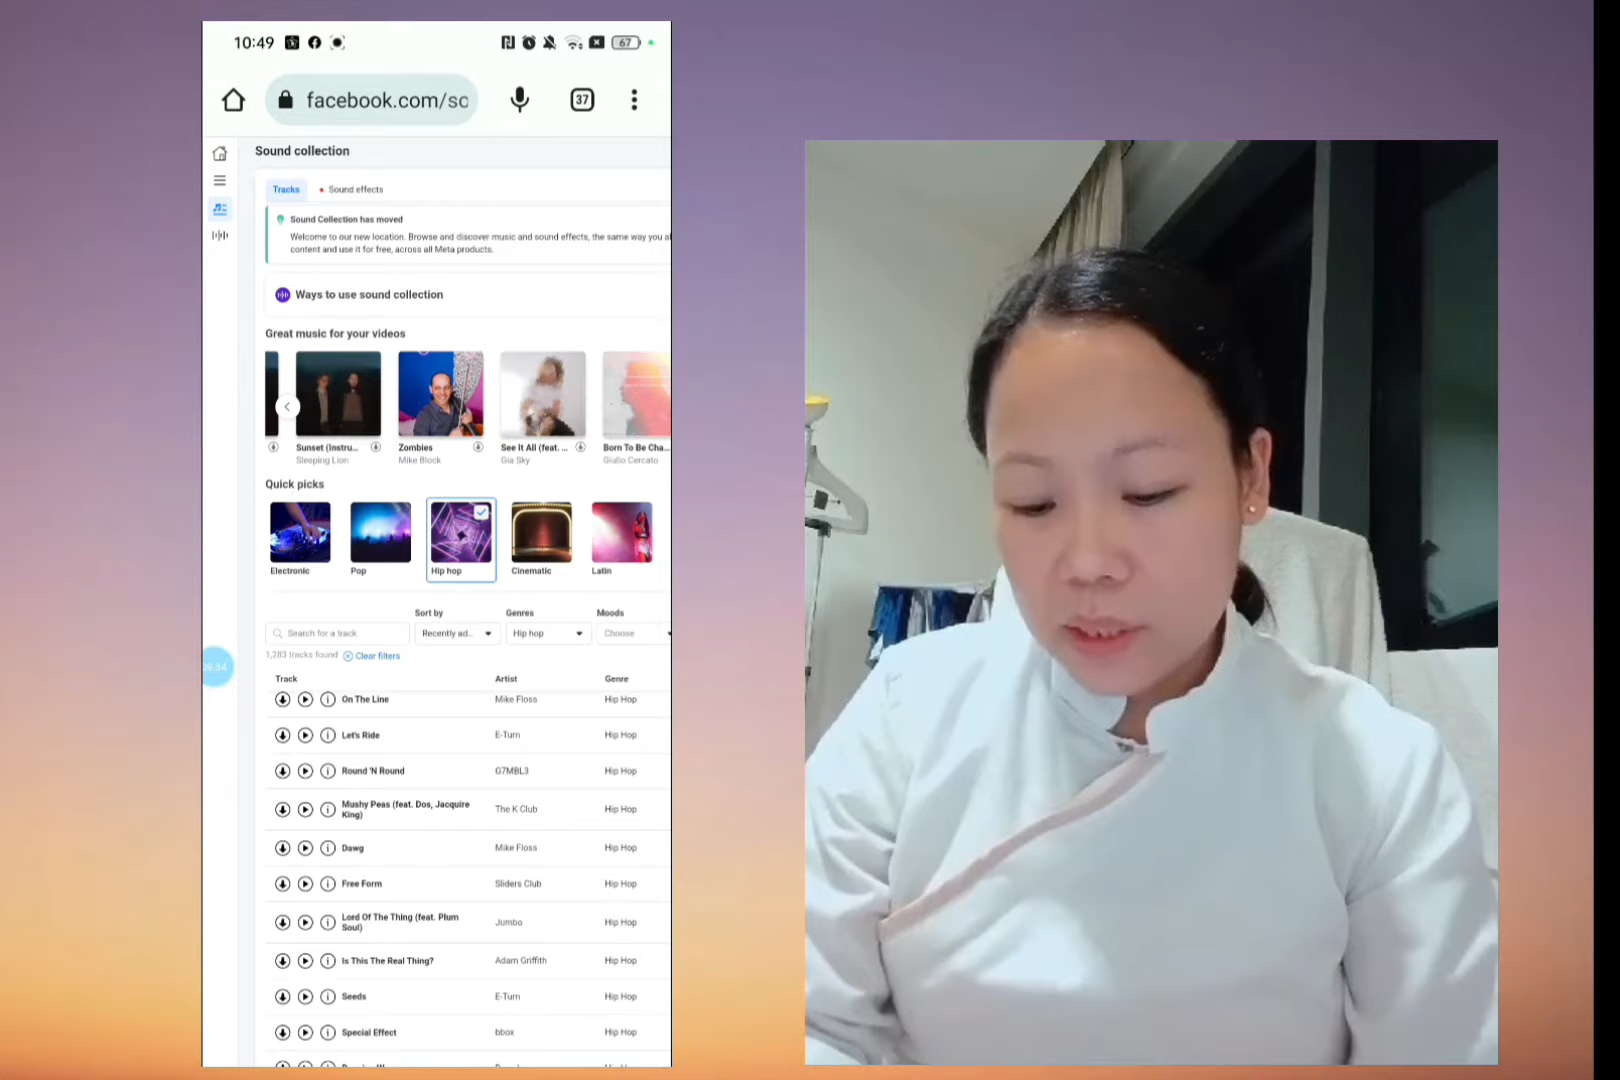 10:49
67
facebook.com/sc
37
Sound collection
Tracks
Sound effects
Sound Collection has moved
Welcome to our new location. Browse and discover music and sound effects, the same way you al
content and use it for free, across all Meta products.
Ways to use sound collection
Great music for your videos
Sunset (Instru...
Sleeping Lion
Zombies
Mike Block
See It All (feat. ...
Gia Sky
Born To Be Cha...
Giulio Cercato
Quick picks
Electronic
Pop
Hip hop
Cinematic
Latin
Sort by
Genres
Moods
Search for a track
Recently ad...
Hip hop
Choose
1,283 tracks found
Clear filters
Track
Artist
Genre
On The Line
Mike Floss
Hip Hop
Let's Ride
E-Turn
Hip Hop
Round 'N Round
G7MBL3
Hip Hop
Mushy Peas (feat. Dos, Jacquire
King)
The K Club
Hip Hop
Dawg
Mike Floss
Hip Hop
Free Form
Sliders Club
Hip Hop
Lord Of The Thing (feat. Plum
Soul)
Jumbo
Hip Hop
Is This The Real Thing?
Adam Griffith
Hip Hop
Seeds
E-Turn
Hip Hop
Special Effect
bbox
Hip Hop